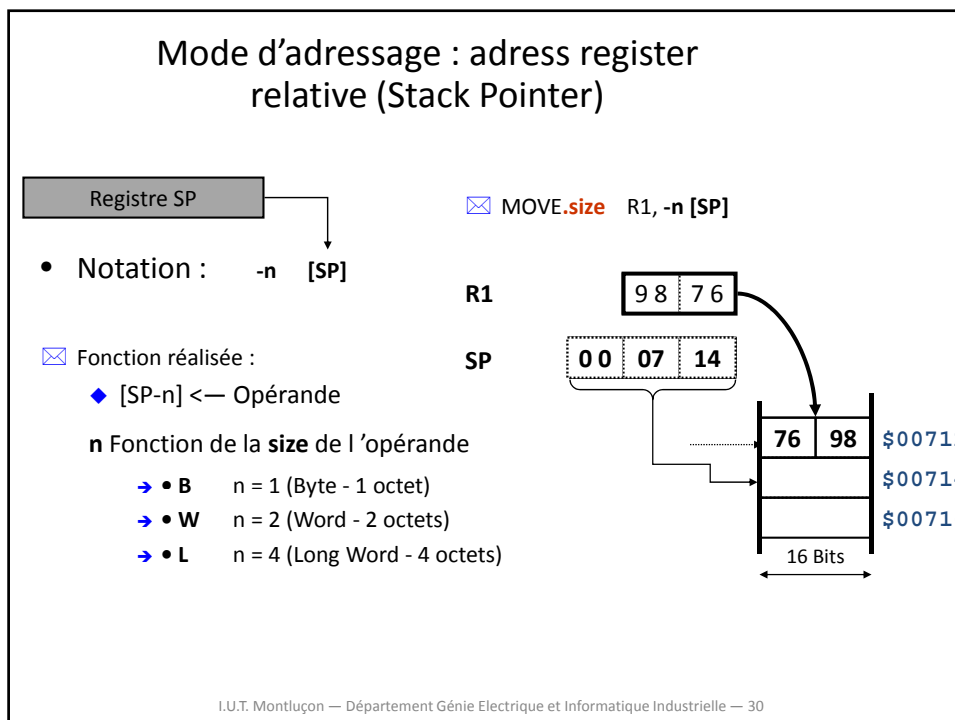 Mode d'adressage : adress register
relative (Stack Pointer)
Registre SP
• Notation : -n [SP]
Fonction réalisée :
[SP-n] <— Opérande
n Fonction de la size de l ’opérande
• B n = 1 (Byte - 1 octet)
• W n = 2 (Word - 2 octets)
• L n = 4 (Long Word - 4 octets)
MOVE.size R1, -n [SP]
R1 9 8 7 6
SP 0 0 07 14
76 98 $0071
$0071
$0071
16 Bits
I.U.T. Montluçon — Département Génie Electrique et Informatique Industrielle — 30